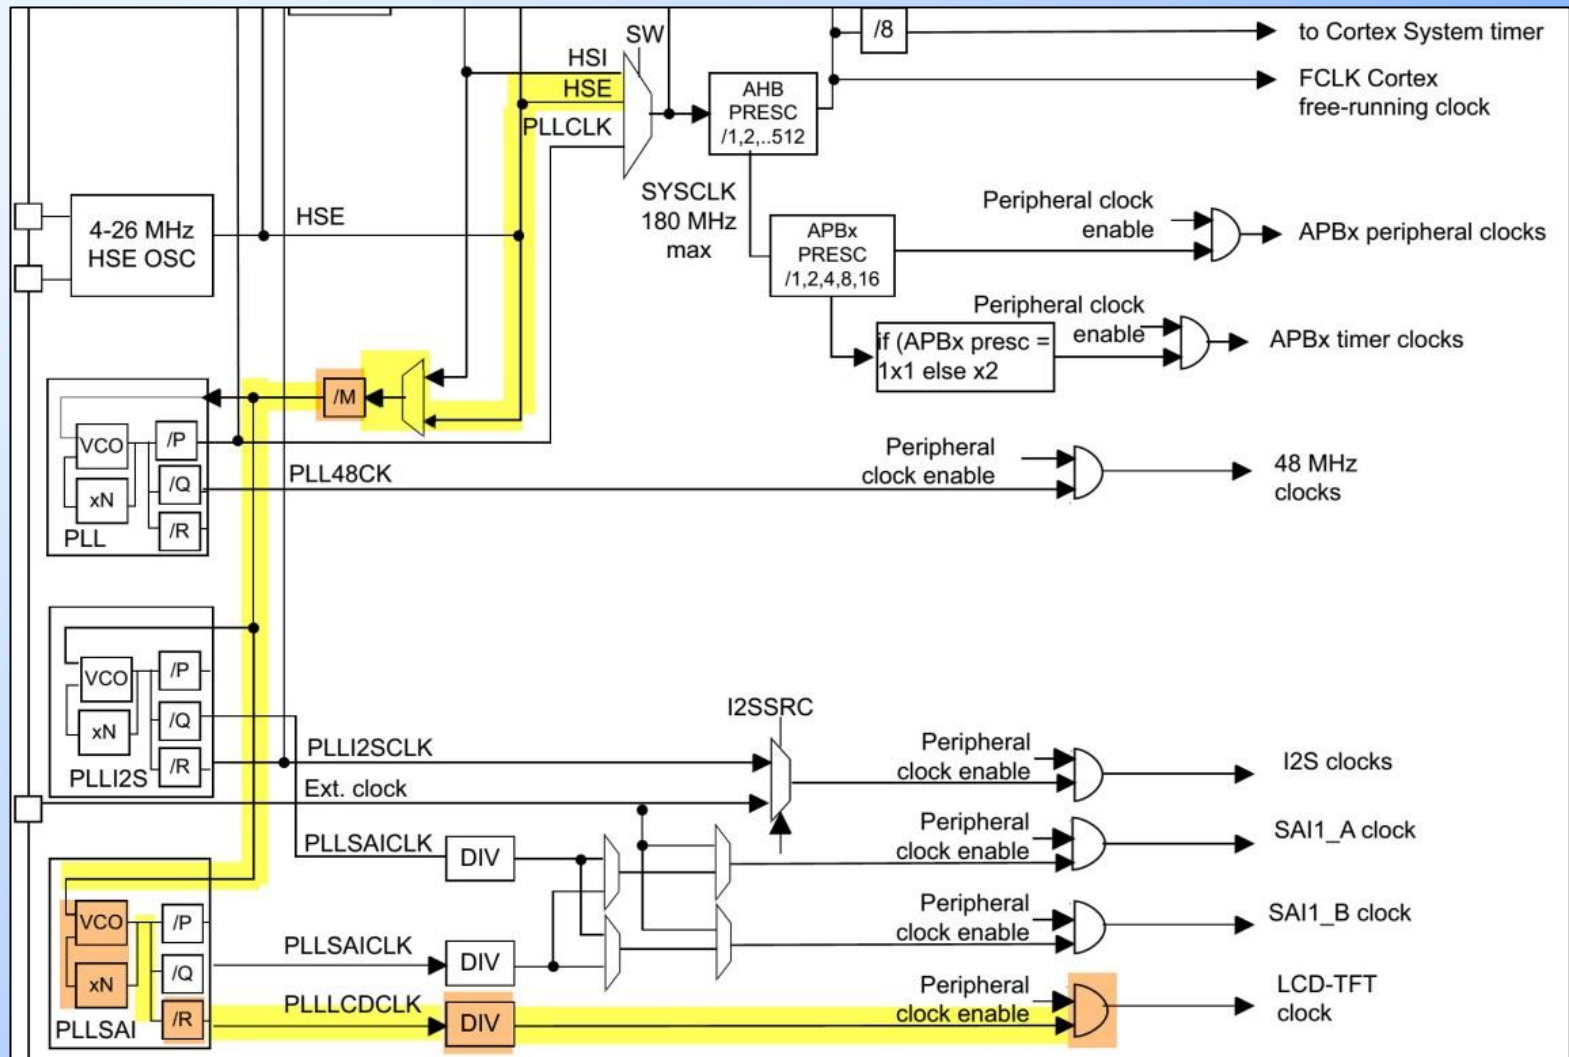 /8
to Cortex System timer
SW
HSI
HSE
PLLCLK
AHB
PRESC
/1,2,..512
FCLK Cortex
free-running clock
SYSCLK
180 MHz
max
4-26 MHz
HSE OSC
HSE
APBx
PRESC
/1,2,4,8,16
Peripheral clock
enable
APBx peripheral clocks
if (APBx presc =
1x1 else x2
Peripheral clock
enable
APBx timer clocks
/M
VCO
xN
/P
/Q
/R
PLL
PLL48CK
Peripheral
clock enable
48 MHz
clocks
VCO
xN
/P
/Q
/R
PLLI2S
PLLI2SCLK
Ext. clock
I2SSRC
Peripheral
clock enable
I2S clocks
PLLSAICLK
DIV
Peripheral
clock enable
SAI1_A clock
VCO
xN
/P
/Q
/R
PLLSAI
PLLSAICLK
DIV
Peripheral
clock enable
SAI1_B clock
PLLLCDCLK
DIV
Peripheral
clock enable
LCD-TFT
clock